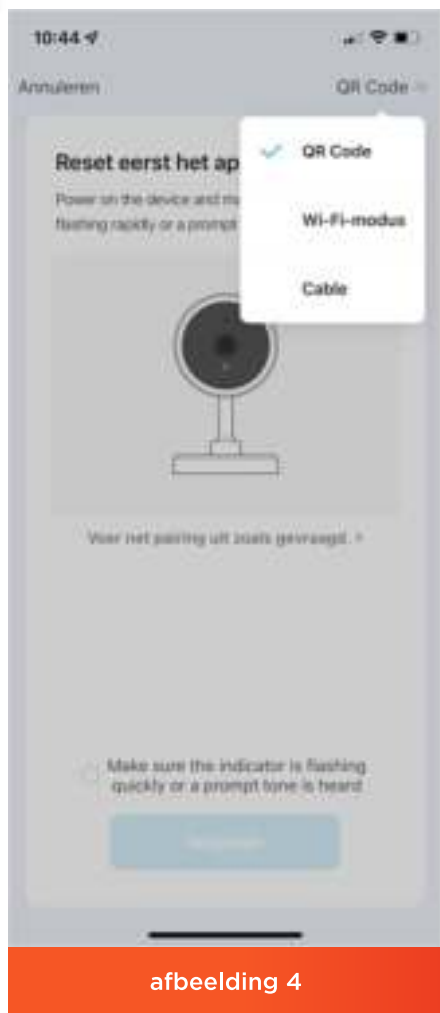 10:44
Annuleren
QR Code
QR Code
Wi-Fi-modus
Cable
Reset eerst het ap
Power on the device and ma
flashing rapidly or a prompt
Voer net pairing uit zoals gevraagd. >
Make sure the indicator is flashing
quickly or a prompt tone is heard
afbeelding 4